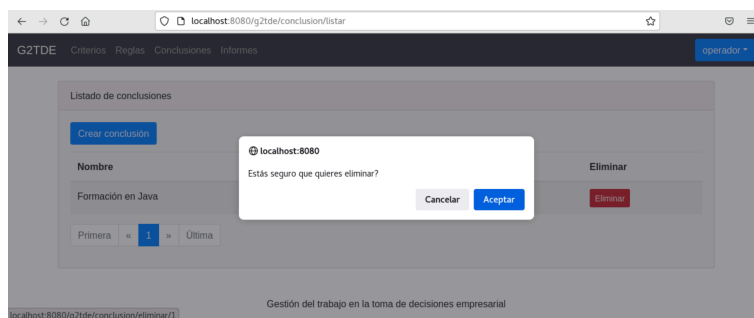 localhost:8080/g2tde/conclusion/listar
G2TDE Criterios Reglas Conclusiones Informes operador
Listado de conclusiones
Crear conclusión
localhost:8080
Estás seguro que quieres eliminar?
Cancelar Aceptar
Nombre Eliminar
Formación en Java Eliminar
Primera « 1 » Última
Gestión del trabajo en la toma de decisiones empresarial
localhost:8080/g2tde/conclusion/eliminar/1